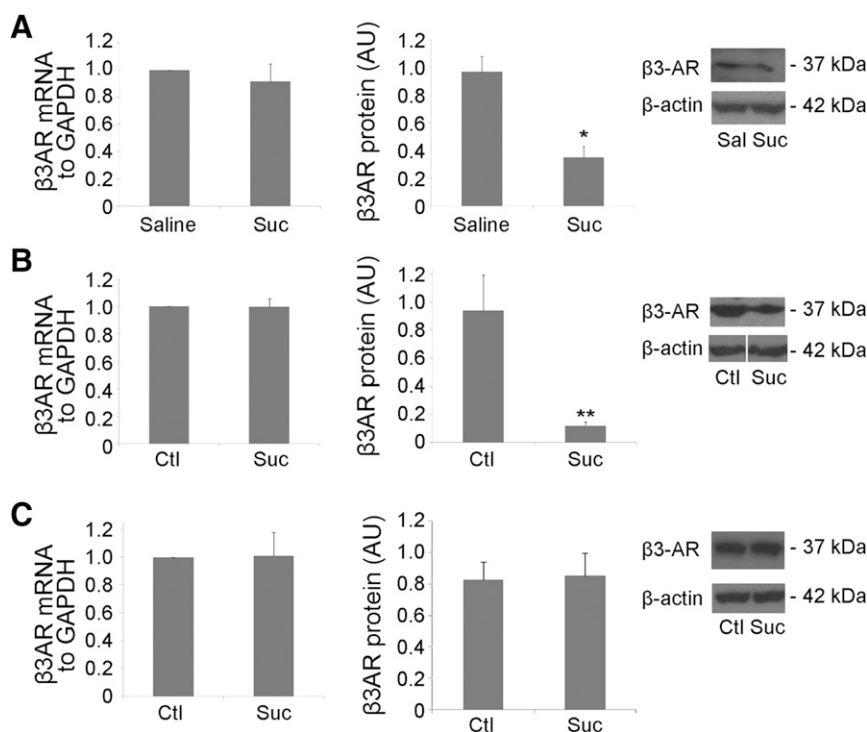 A
β3AR mRNA
to GAPDH
1.2
1.0
0.8
0.6
0.4
0.2
0
Saline Suc
β3AR protein (AU)
1.2
1.0
0.8
0.6
0.4
0.2
0
*
Saline Suc
β3-AR - 37 kDa
β-actin - 42 kDa
Sal Suc
B
β3AR mRNA
to GAPDH
1.2
1.0
0.8
0.6
0.4
0.2
0
Ctl Suc
β3AR protein (AU)
1.2
1.0
0.8
0.6
0.4
0.2
0
**
Ctl Suc
β3-AR - 37 kDa
β-actin - 42 kDa
Ctl Suc
C
β3AR mRNA
to GAPDH
1.2
1.0
0.8
0.6
0.4
0.2
0
Ctl Suc
β3AR protein (AU)
1.2
1.0
0.8
0.6
0.4
0.2
0
Ctl Suc
β3-AR - 37 kDa
β-actin - 42 kDa
Ctl Suc